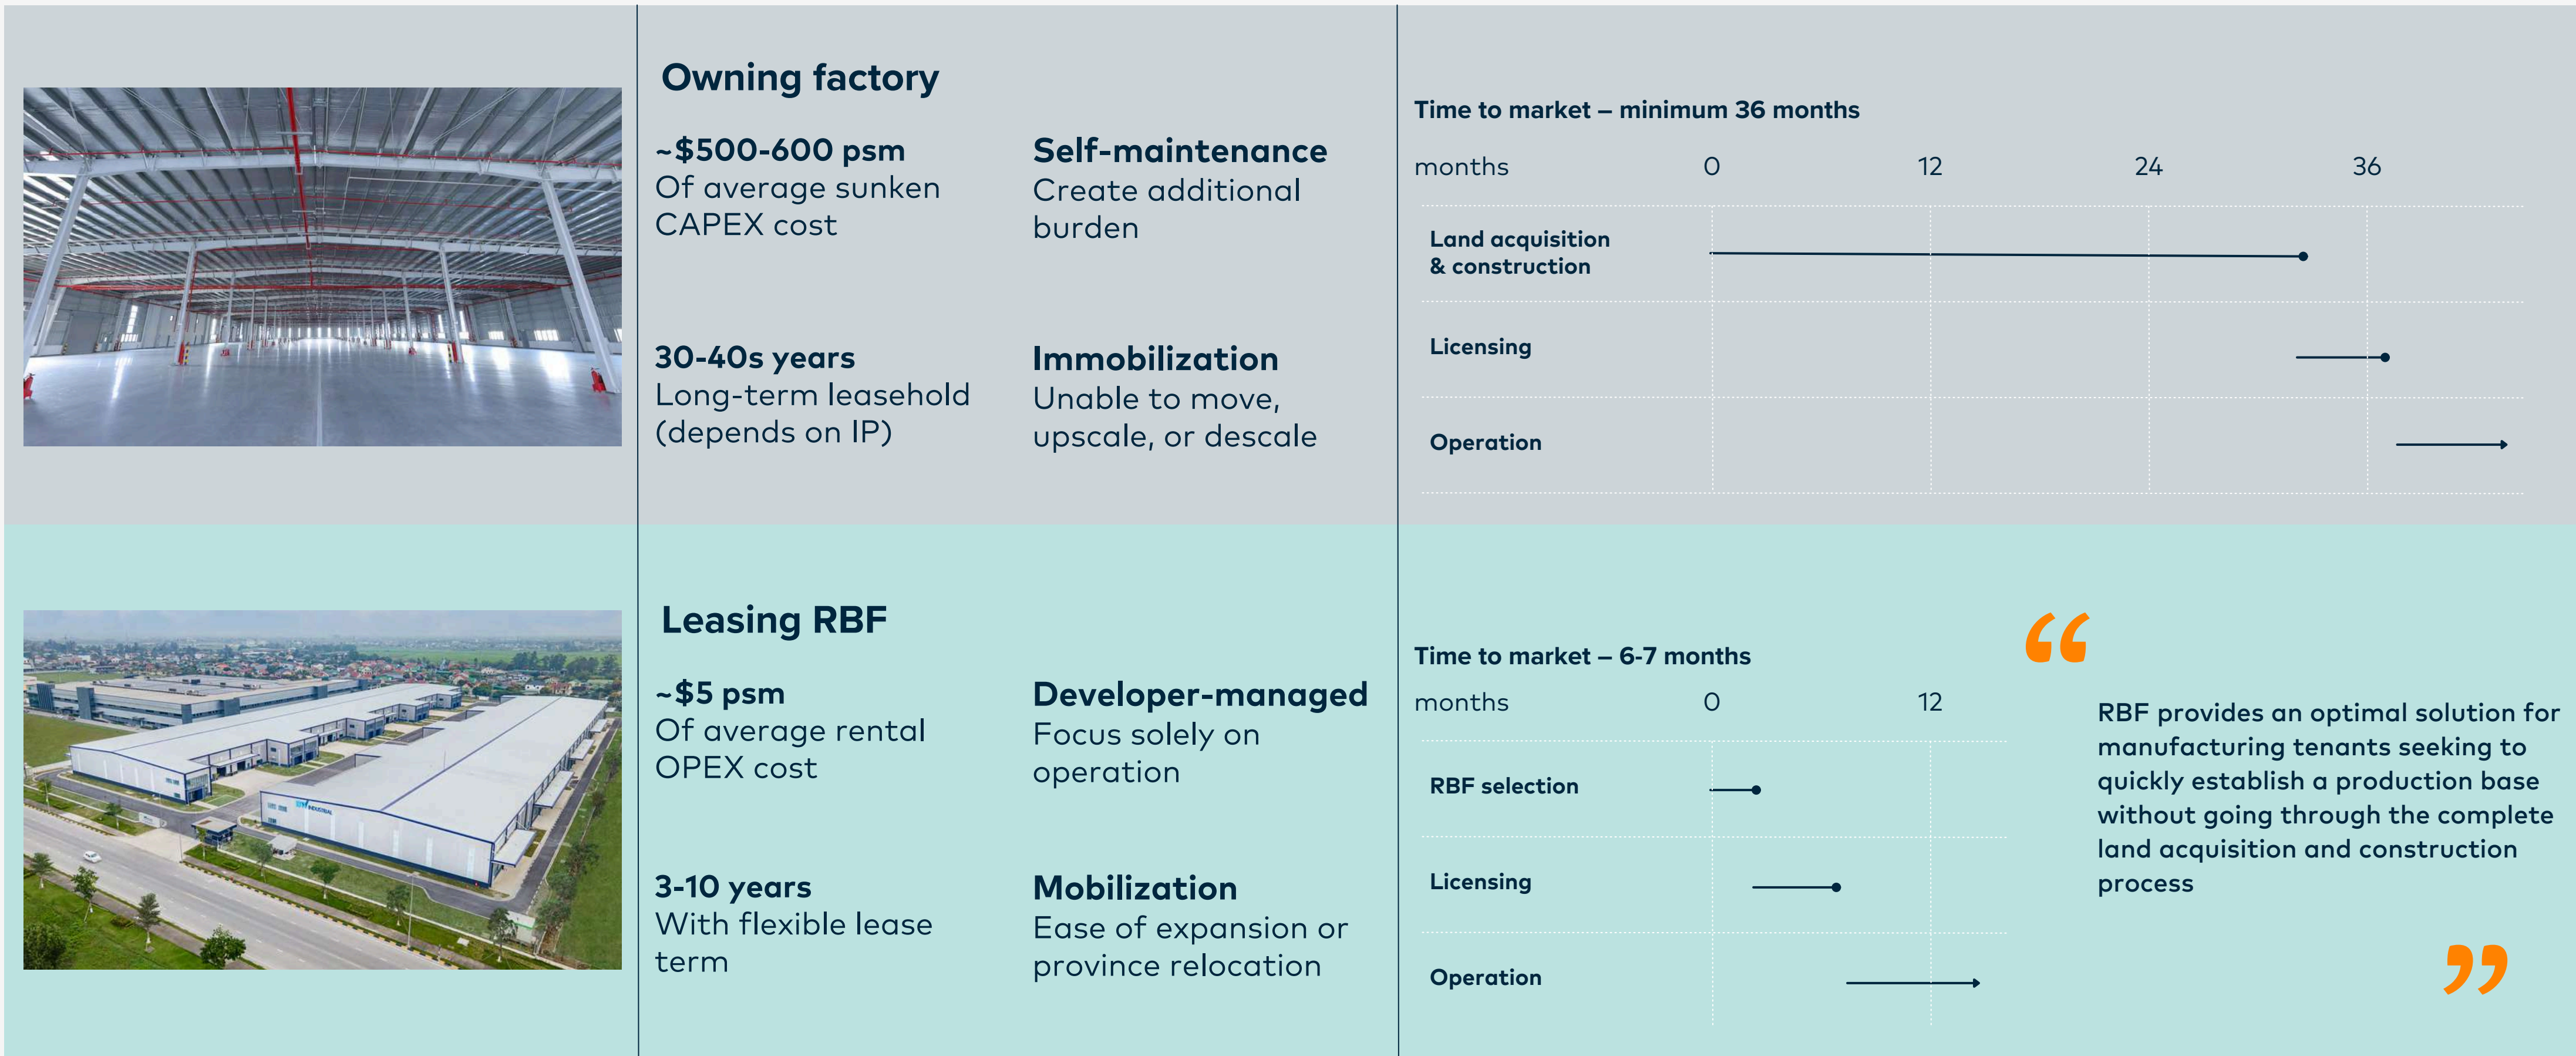 Owning factory
~$500-600 psm
Of average sunken
CAPEX cost
Self-maintenance
Create additional
burden
30-40s years
Long-term leasehold
(depends on IP)
Immobilization
Unable to move,
upscale, or descale
Time to market – minimum 36 months
months 0 12 24 36
Land acquisition
& construction
Licensing
Operation
Leasing RBF
~$5 psm
Of average rental
OPEX cost
Developer-managed
Focus solely on
operation
3-10 years
With flexible lease
term
Mobilization
Ease of expansion or
province relocation
Time to market – 6-7 months
months 0 12
RBF selection
Licensing
Operation
“
RBF provides an optimal solution for
manufacturing tenants seeking to
quickly establish a production base
without going through the complete
land acquisition and construction
process
”
INDUSTRIAL